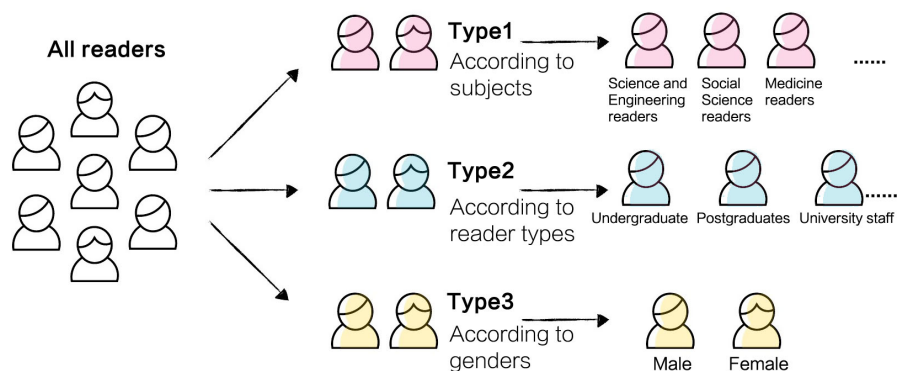 All readers
Type1
According to
subjects
Science and
Engineering
readers
Social
Science
readers
Medicine
readers
......
Type2
According to
reader types
Undergraduate
Postgraduates
University staff
......
Type3
According to
genders
Male
Female